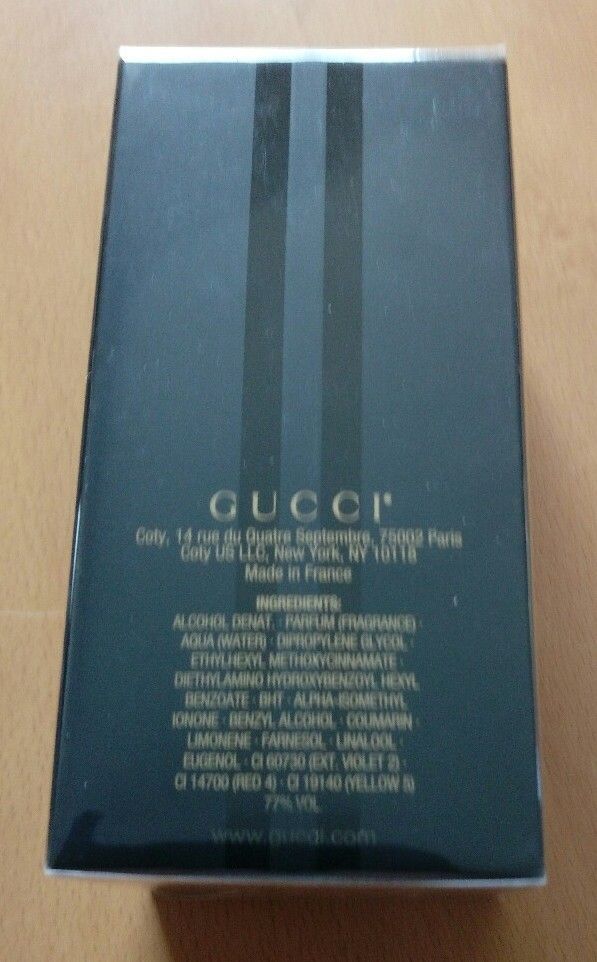 GUCCI®
Coty, 14 rue du Quatre Septembre, 75002 Paris
Coty US LLC, New York, NY 10118
Made in France
INGREDIENTS:
ALCOHOL DENAT. · PARFUM (FRAGRANCE) ·
AQUA (WATER) · DIPROPYLENE GLYCOL ·
ETHYLHEXYL METHOXYCINNAMATE ·
DIETHYLAMINO HYDROXYBENZOYL HEXYL
BENZOATE · BHT · ALPHA-ISOMETHYL
IONONE · BENZYL ALCOHOL · COUMARIN ·
LIMONENE · FARNESOL · LINALOOL ·
EUGENOL · CI 60730 (EXT. VIOLET 2) ·
CI 14700 (RED 4) · CI 19140 (YELLOW 5)
77% VOL
www.gucci.com